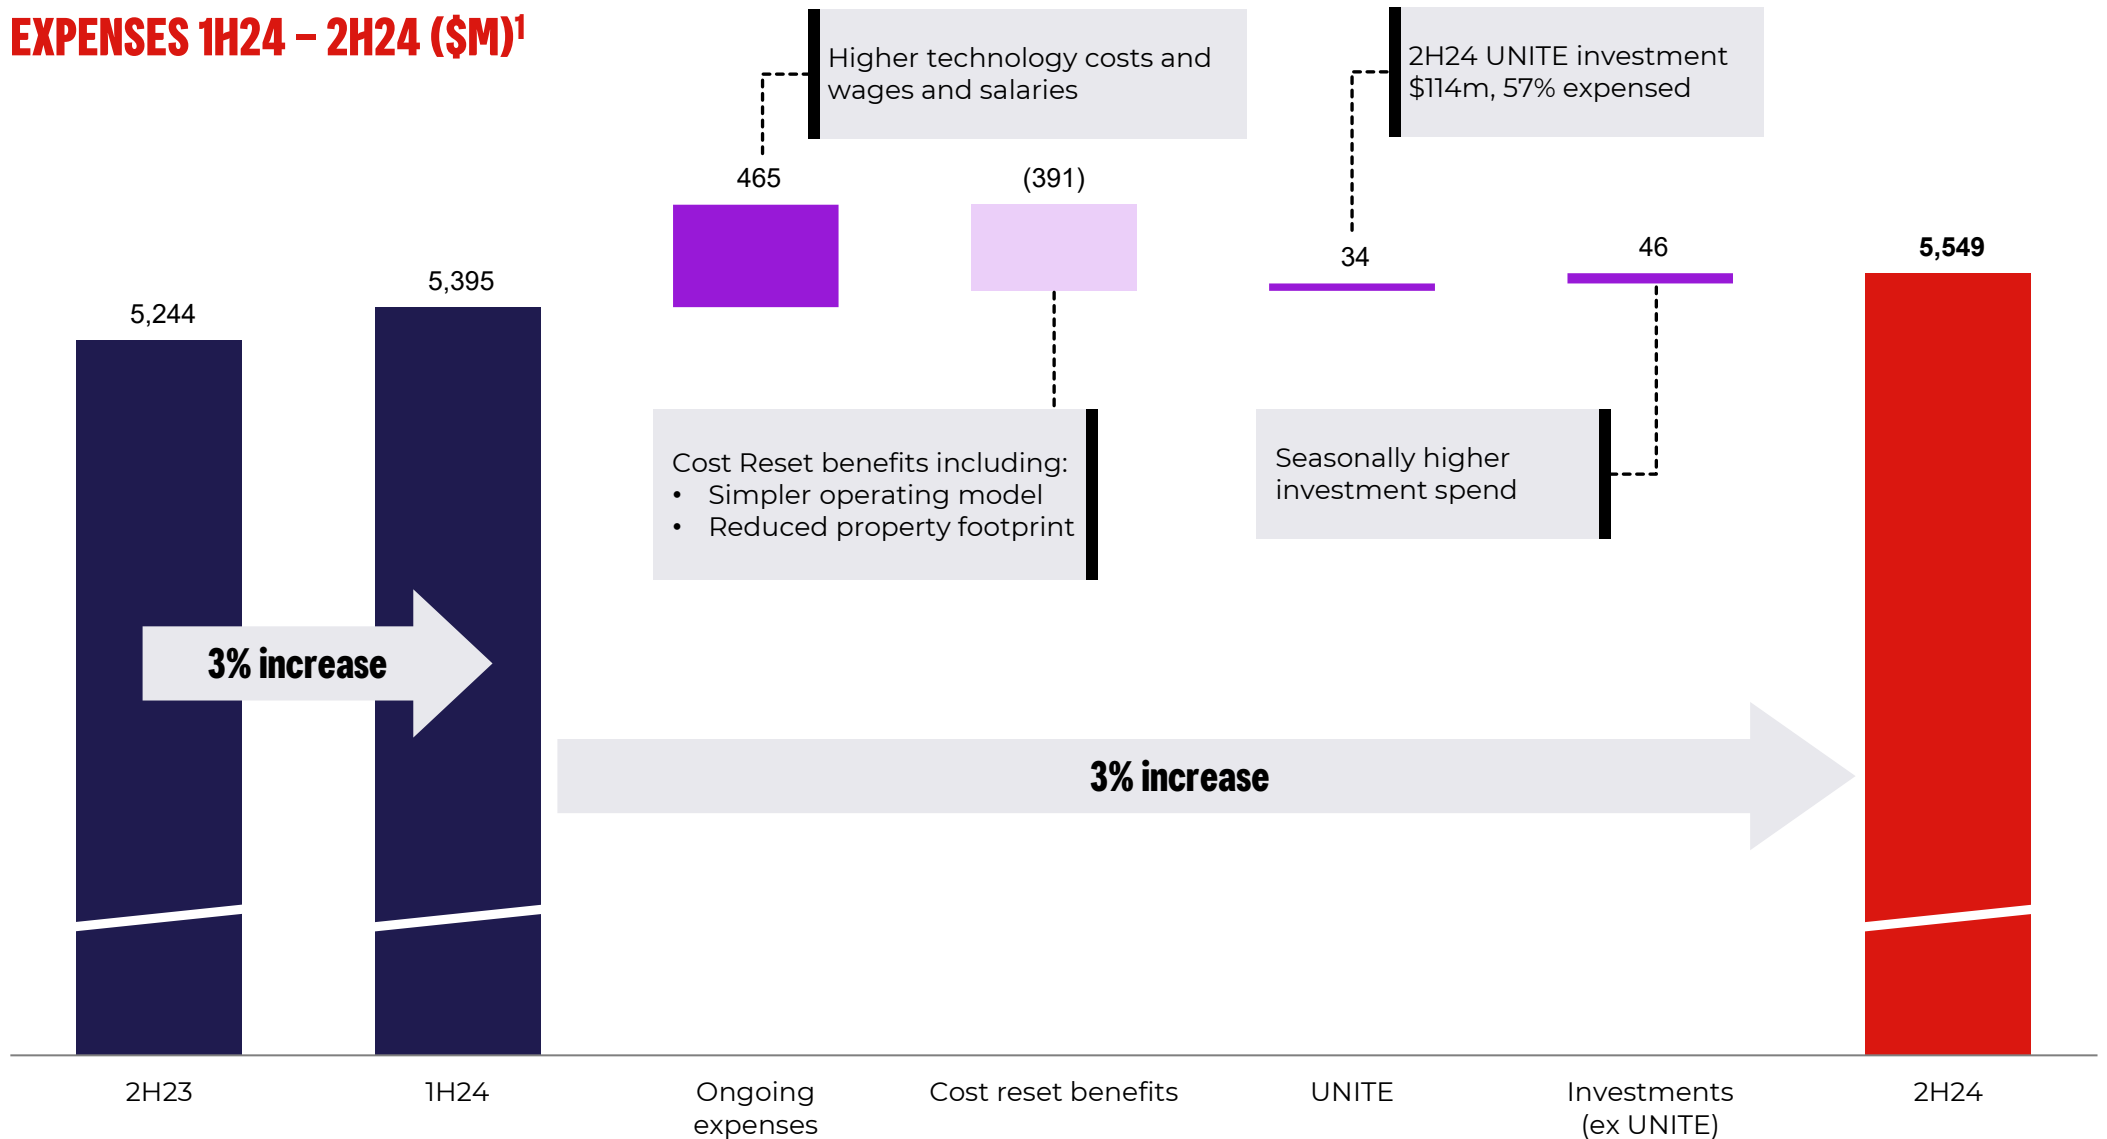 EXPENSES 1H24 – 2H24 ($M)¹
Higher technology costs and
wages and salaries
2H24 UNITE investment
$114m, 57% expensed
465
(391)
34
46
5,549
5,244
5,395
Cost Reset benefits including:
• Simpler operating model
• Reduced property footprint
Seasonally higher
investment spend
3% increase
3% increase
2H23
1H24
Ongoing
expenses
Cost reset benefits
UNITE
Investments
(ex UNITE)
2H24